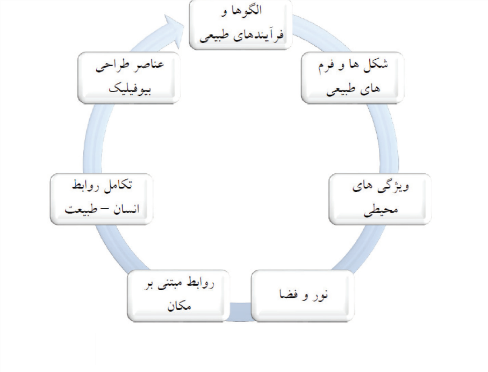 الگوها و
فرآیندهای طبیعی
شکل ها و فرم
های طبیعی
ویژگی های
محیطی
نور و فضا
روابط مبتنی بر
مکان
تکامل روابط
انسان – طبیعت
عناصر طراحی
بیوفیلیک